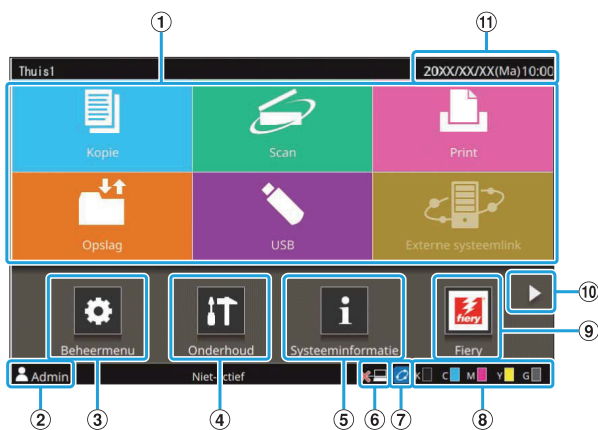 ① ⑪
Thuis1 20XX/XX/XX(Ma)10:00
Kopie Scan Print
Opslag USB Externe systeemlink
fiery
Beheermenu Onderhoud Systeeminformatie Fiery
⑩
⑨
Admin Niet-actief K C M Y G
② ③ ④ ⑤ ⑥ ⑦ ⑧